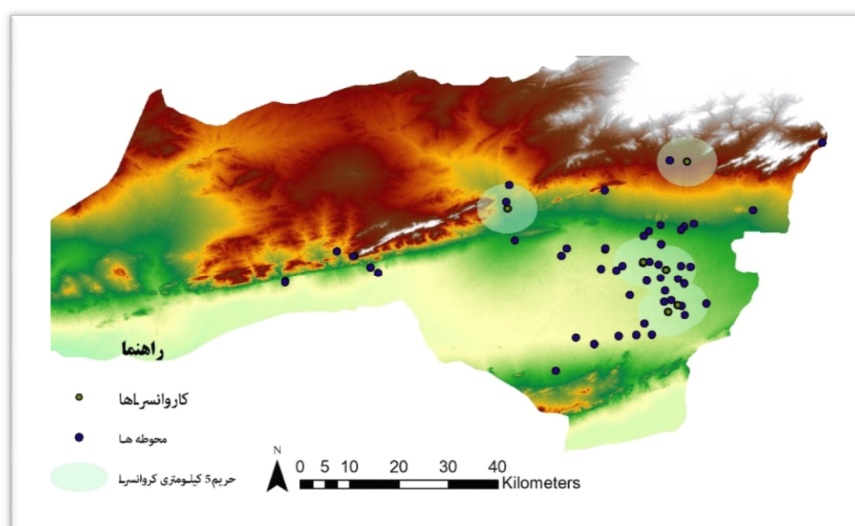 راهنما
کاروانسراها
محوطه ها
حریم5 کیلومتری کروانسرا
N
0 5 10 20 30 40
Kilometers